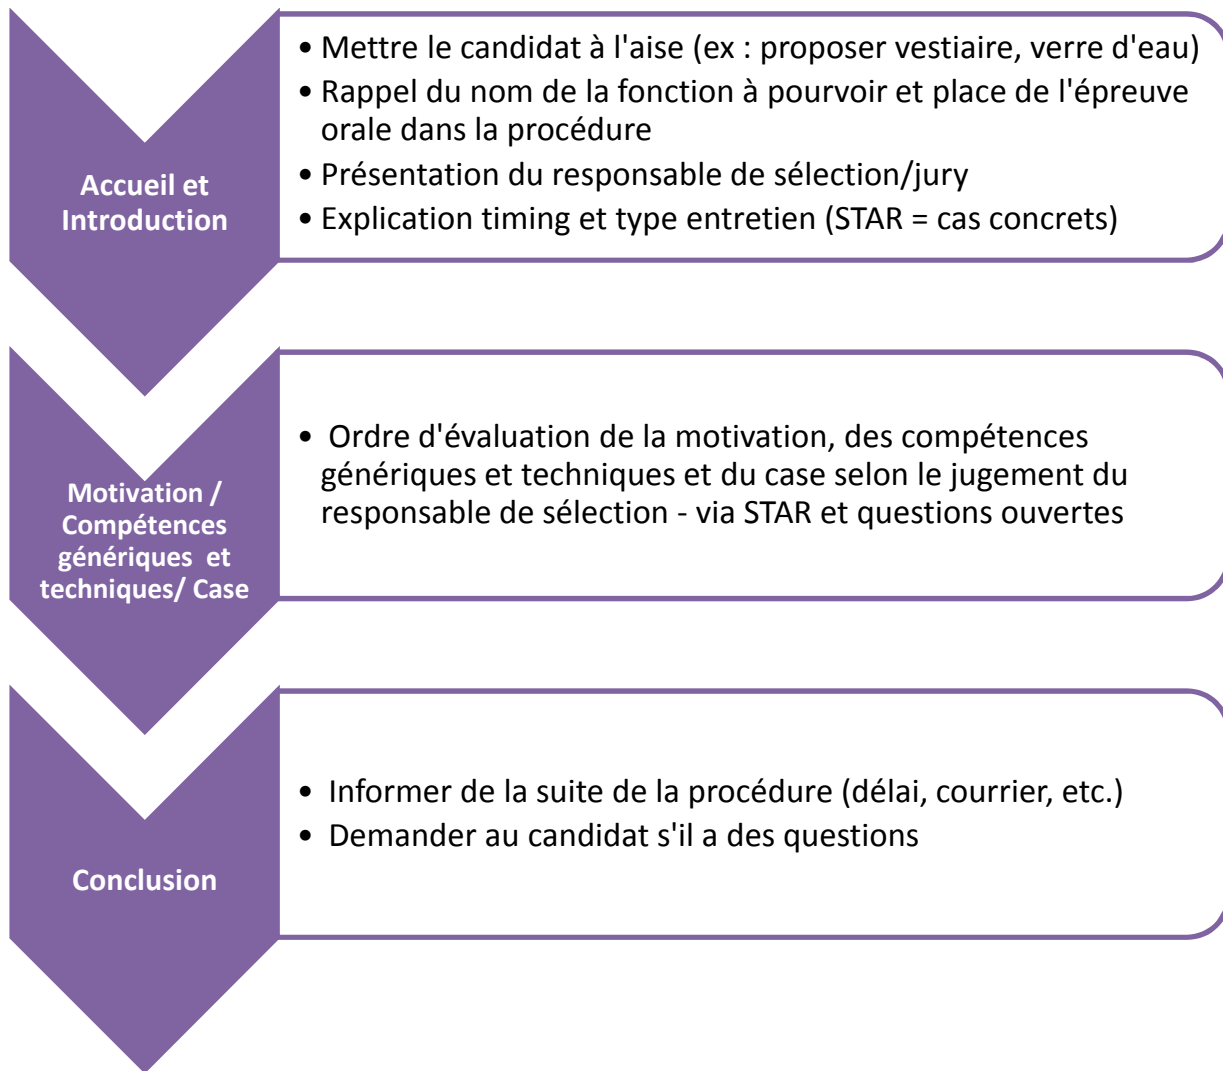 Accueil et
Introduction
• Mettre le candidat à l'aise (ex : proposer vestiaire, verre d'eau)
• Rappel du nom de la fonction à pourvoir et place de l'épreuve
orale dans la procédure
• Présentation du responsable de sélection/jury
• Explication timing et type entretien (STAR = cas concrets)
Motivation /
Compétences
génériques et
techniques/ Case
• Ordre d'évaluation de la motivation, des compétences
génériques et techniques et du case selon le jugement du
responsable de sélection - via STAR et questions ouvertes
Conclusion
• Informer de la suite de la procédure (délai, courrier, etc.)
• Demander au candidat s'il a des questions